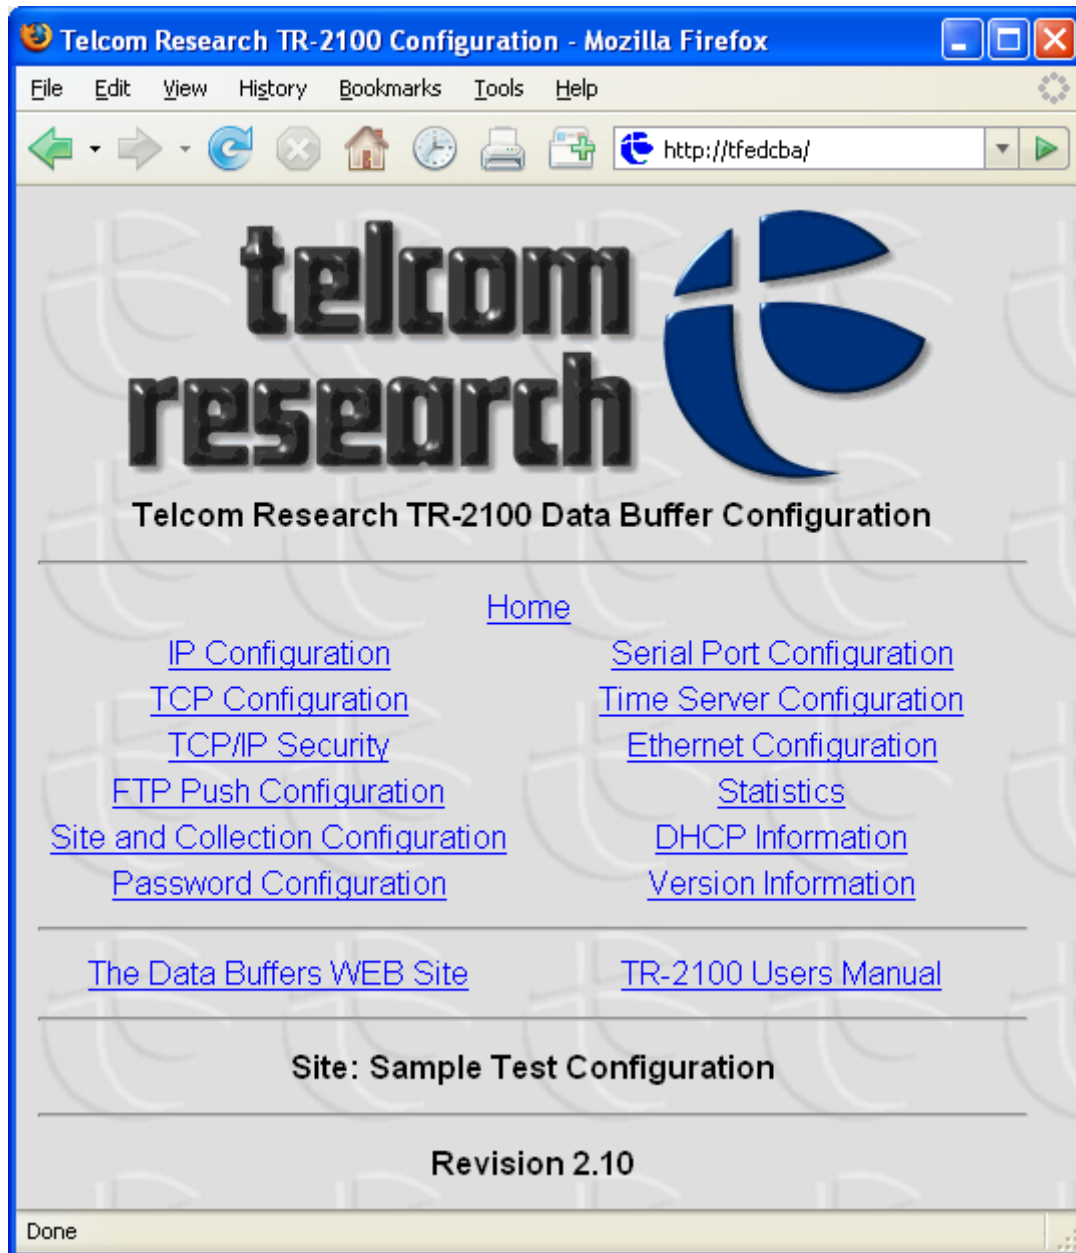 Telcom Research TR-2100 Configuration - Mozilla Firefox
File Edit View History Bookmarks Tools Help
http://tfedcba/
telcom
research
Telcom Research TR-2100 Data Buffer Configuration
Home
IP Configuration Serial Port Configuration
TCP Configuration Time Server Configuration
TCP/IP Security Ethernet Configuration
FTP Push Configuration Statistics
Site and Collection Configuration DHCP Information
Password Configuration Version Information
The Data Buffers WEB Site TR-2100 Users Manual
Site: Sample Test Configuration
Revision 2.10
Done